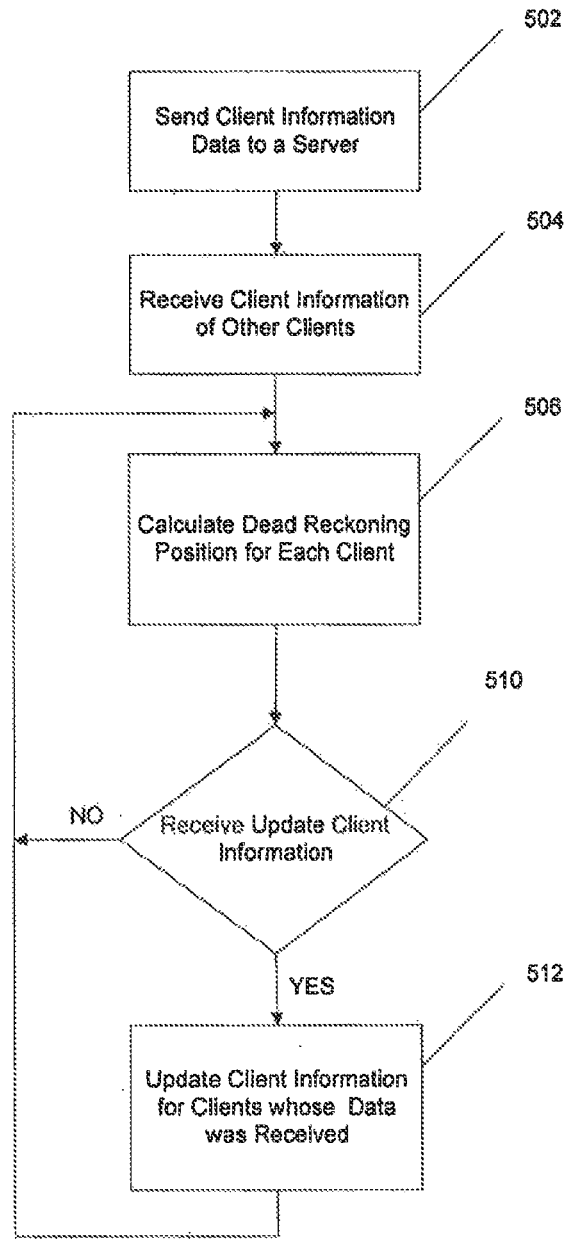 502
Send Client Information
Data to a Server
504
Receive Client Information
of Other Clients
506
Calculate Dead Reckoning
Position for Each Client
510
NO
Receive Update Client
Information
YES
512
Update Client Information
for Clients whose Data
was Received